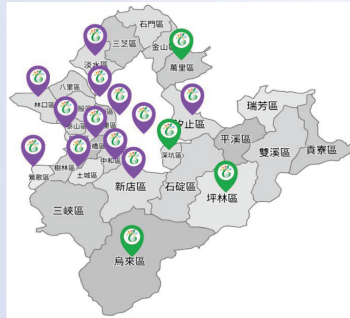 石門區
三芝區
金山區
淡水區
萬里區
八里區
林口區
汐止區
瑞芳區
平溪區
雙溪區
貢寮區
深坑區
鶯歌區
樹林區
土城區
中和區
新店區
石碇區
坪林區
三峽區
烏來區